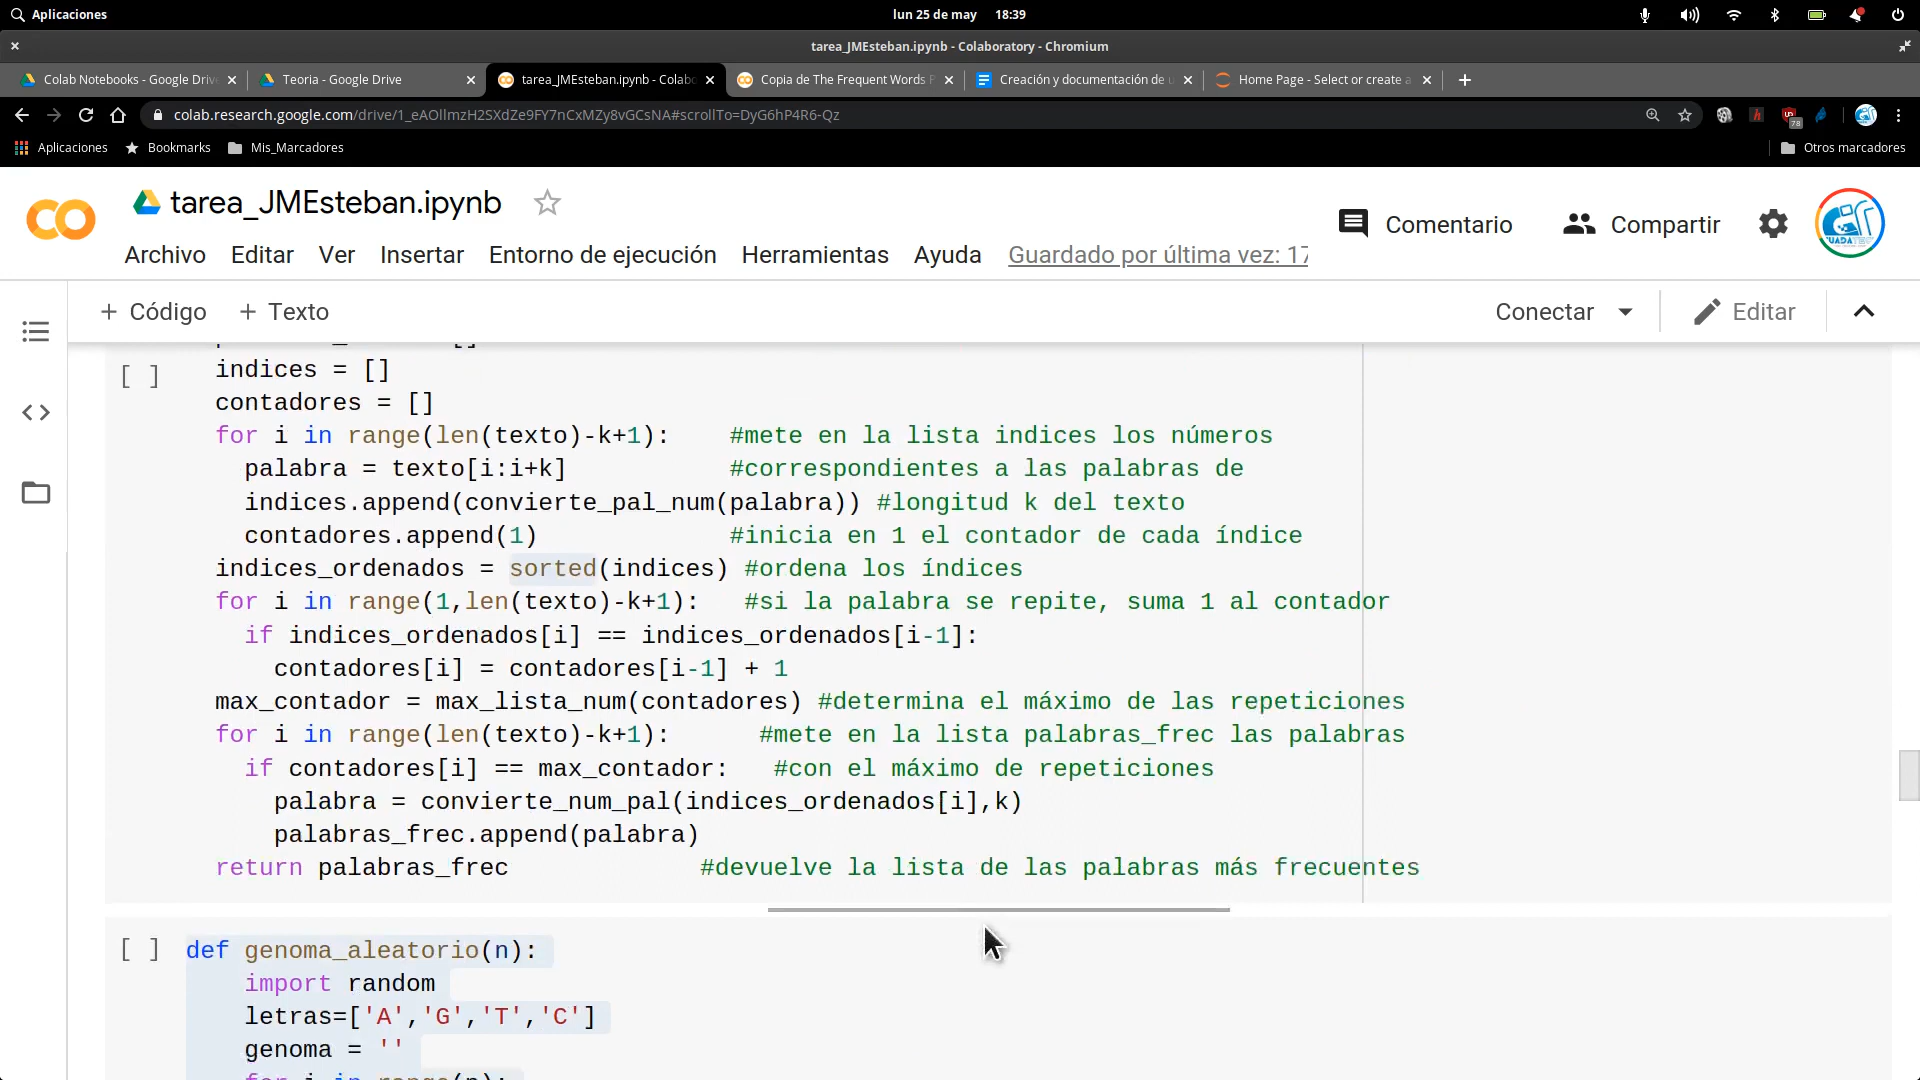 Aplicaciones
lun 25 de may 18:39
tarea_JMEsteban.ipynb - Colaboratory - Chromium
Colab Notebooks - Google Driv
Teoria - Google Drive
tarea_JMEsteban.ipynb - Colabo
Copia de The Frequent Words P
Creación y documentación de u
Home Page - Select or create a
colab.research.google.com/drive/1_eAOllmzH2SXdZe9FY7nCxMZy8vGCsNA#scrollTo=DyG6hP4R6-Qz
78
Aplicaciones
Bookmarks
Mis_Marcadores
Otros marcadores
tarea_JMEsteban.ipynb
Comentario
Compartir
Archivo Editar Ver Insertar Entorno de ejecución Herramientas Ayuda Guardado por última vez: 17
+ Código + Texto
Conectar
Editar
[ ]
indices = []
contadores = []
for i in range(len(texto)-k+1): #mete en la lista indices los números
palabra = texto[i:i+k] #correspondientes a las palabras de
indices.append(convierte_pal_num(palabra)) #longitud k del texto
contadores.append(1) #inicia en 1 el contador de cada índice
indices_ordenados = sorted(indices) #ordena los índices
for i in range(1,len(texto)-k+1): #si la palabra se repite, suma 1 al contador
if indices_ordenados[i] == indices_ordenados[i-1]:
contadores[i] = contadores[i-1] + 1
max_contador = max_lista_num(contadores) #determina el máximo de las repeticiones
for i in range(len(texto)-k+1): #mete en la lista palabras_frec las palabras
if contadores[i] == max_contador: #con el máximo de repeticiones
palabra = convierte_num_pal(indices_ordenados[i],k)
palabras_frec.append(palabra)
return palabras_frec #devuelve la lista de las palabras más frecuentes
[ ]
def genoma_aleatorio(n):
import random
letras=['A','G','T','C']
genoma = ''
for i in range(n):